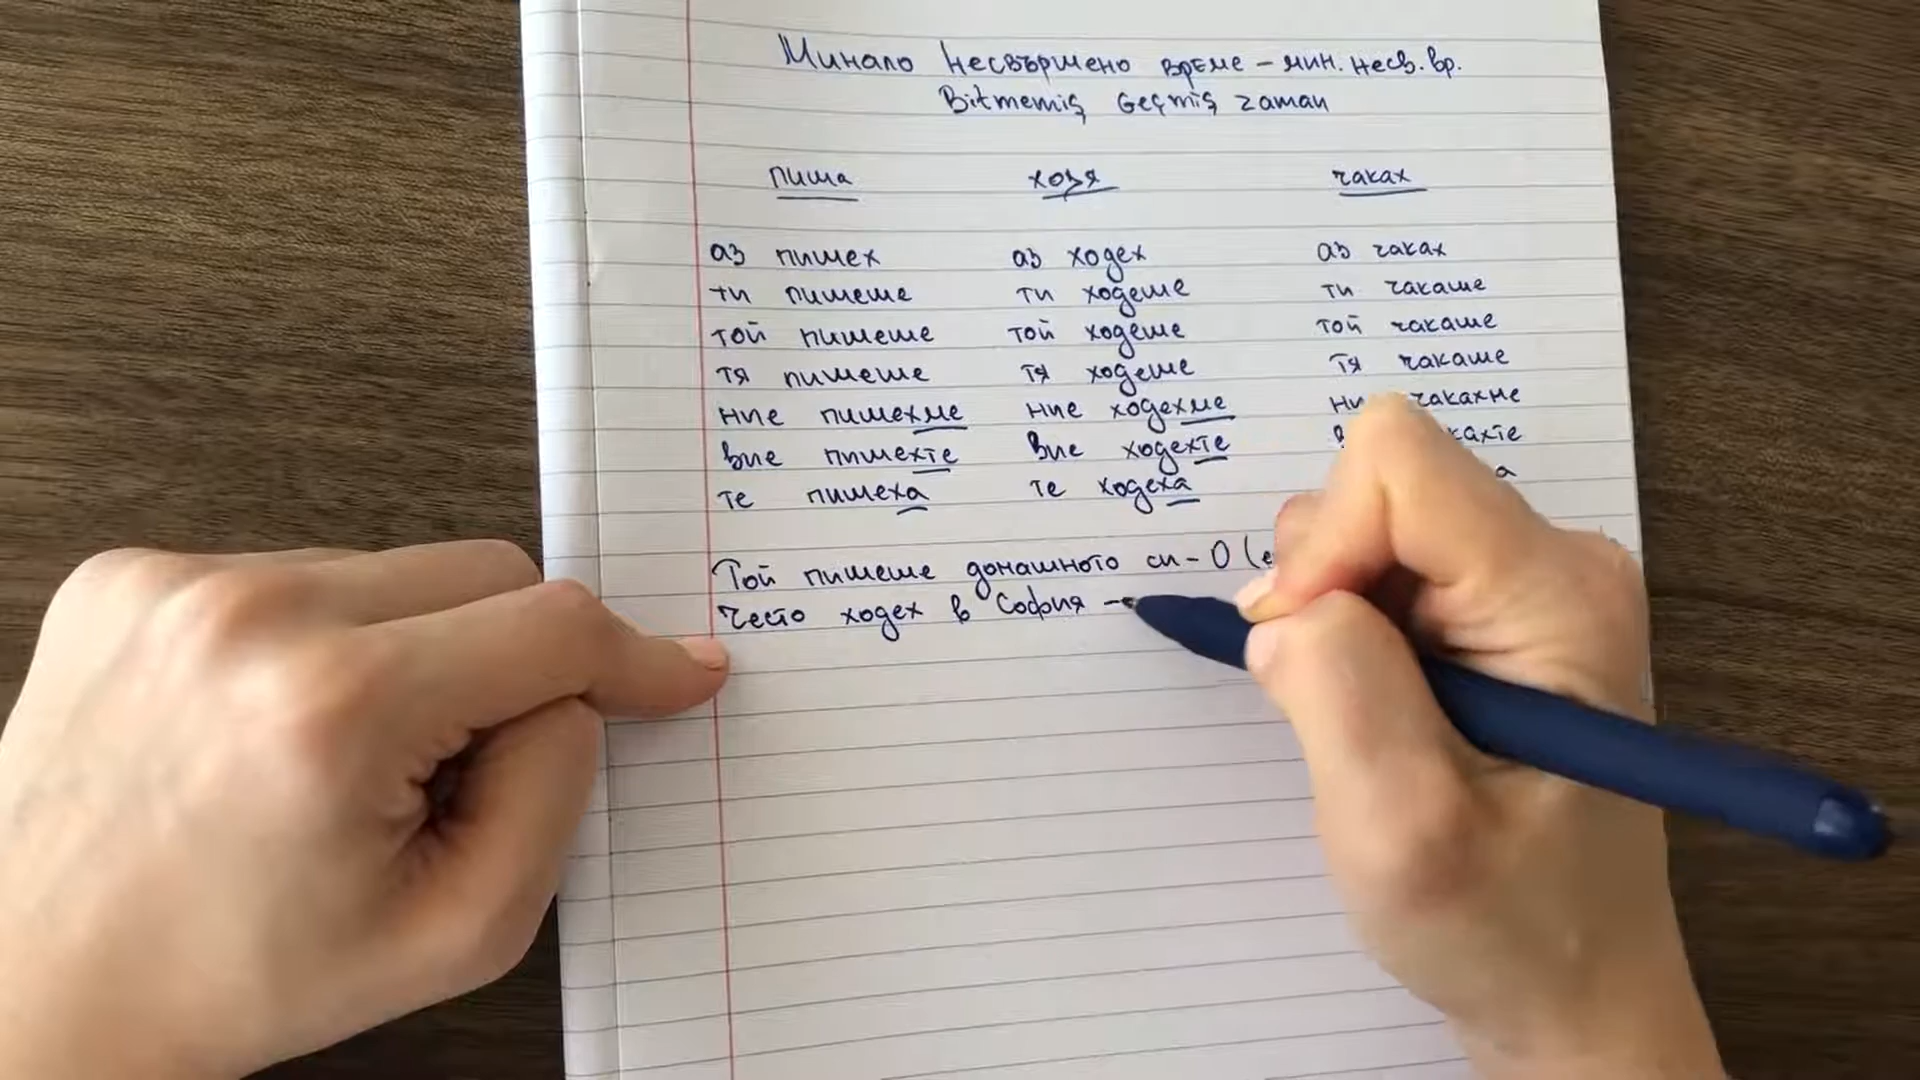 Минало несвършено време – мин. несв. вр.
Bitmemiş Geçmiş zaman
пиша ходя чаках
аз пишех аз ходех аз чаках
ти пишеше ти ходеше ти чакаше
той пишеше той ходеше той чакаше
тя пишеше тя ходеше тя чакаше
ние пишехме ние ходехме чакахме
вие пишехте вие ходехте
те пишеха те ходеха
Той пишеше домашното си – О
Често ходех в София –